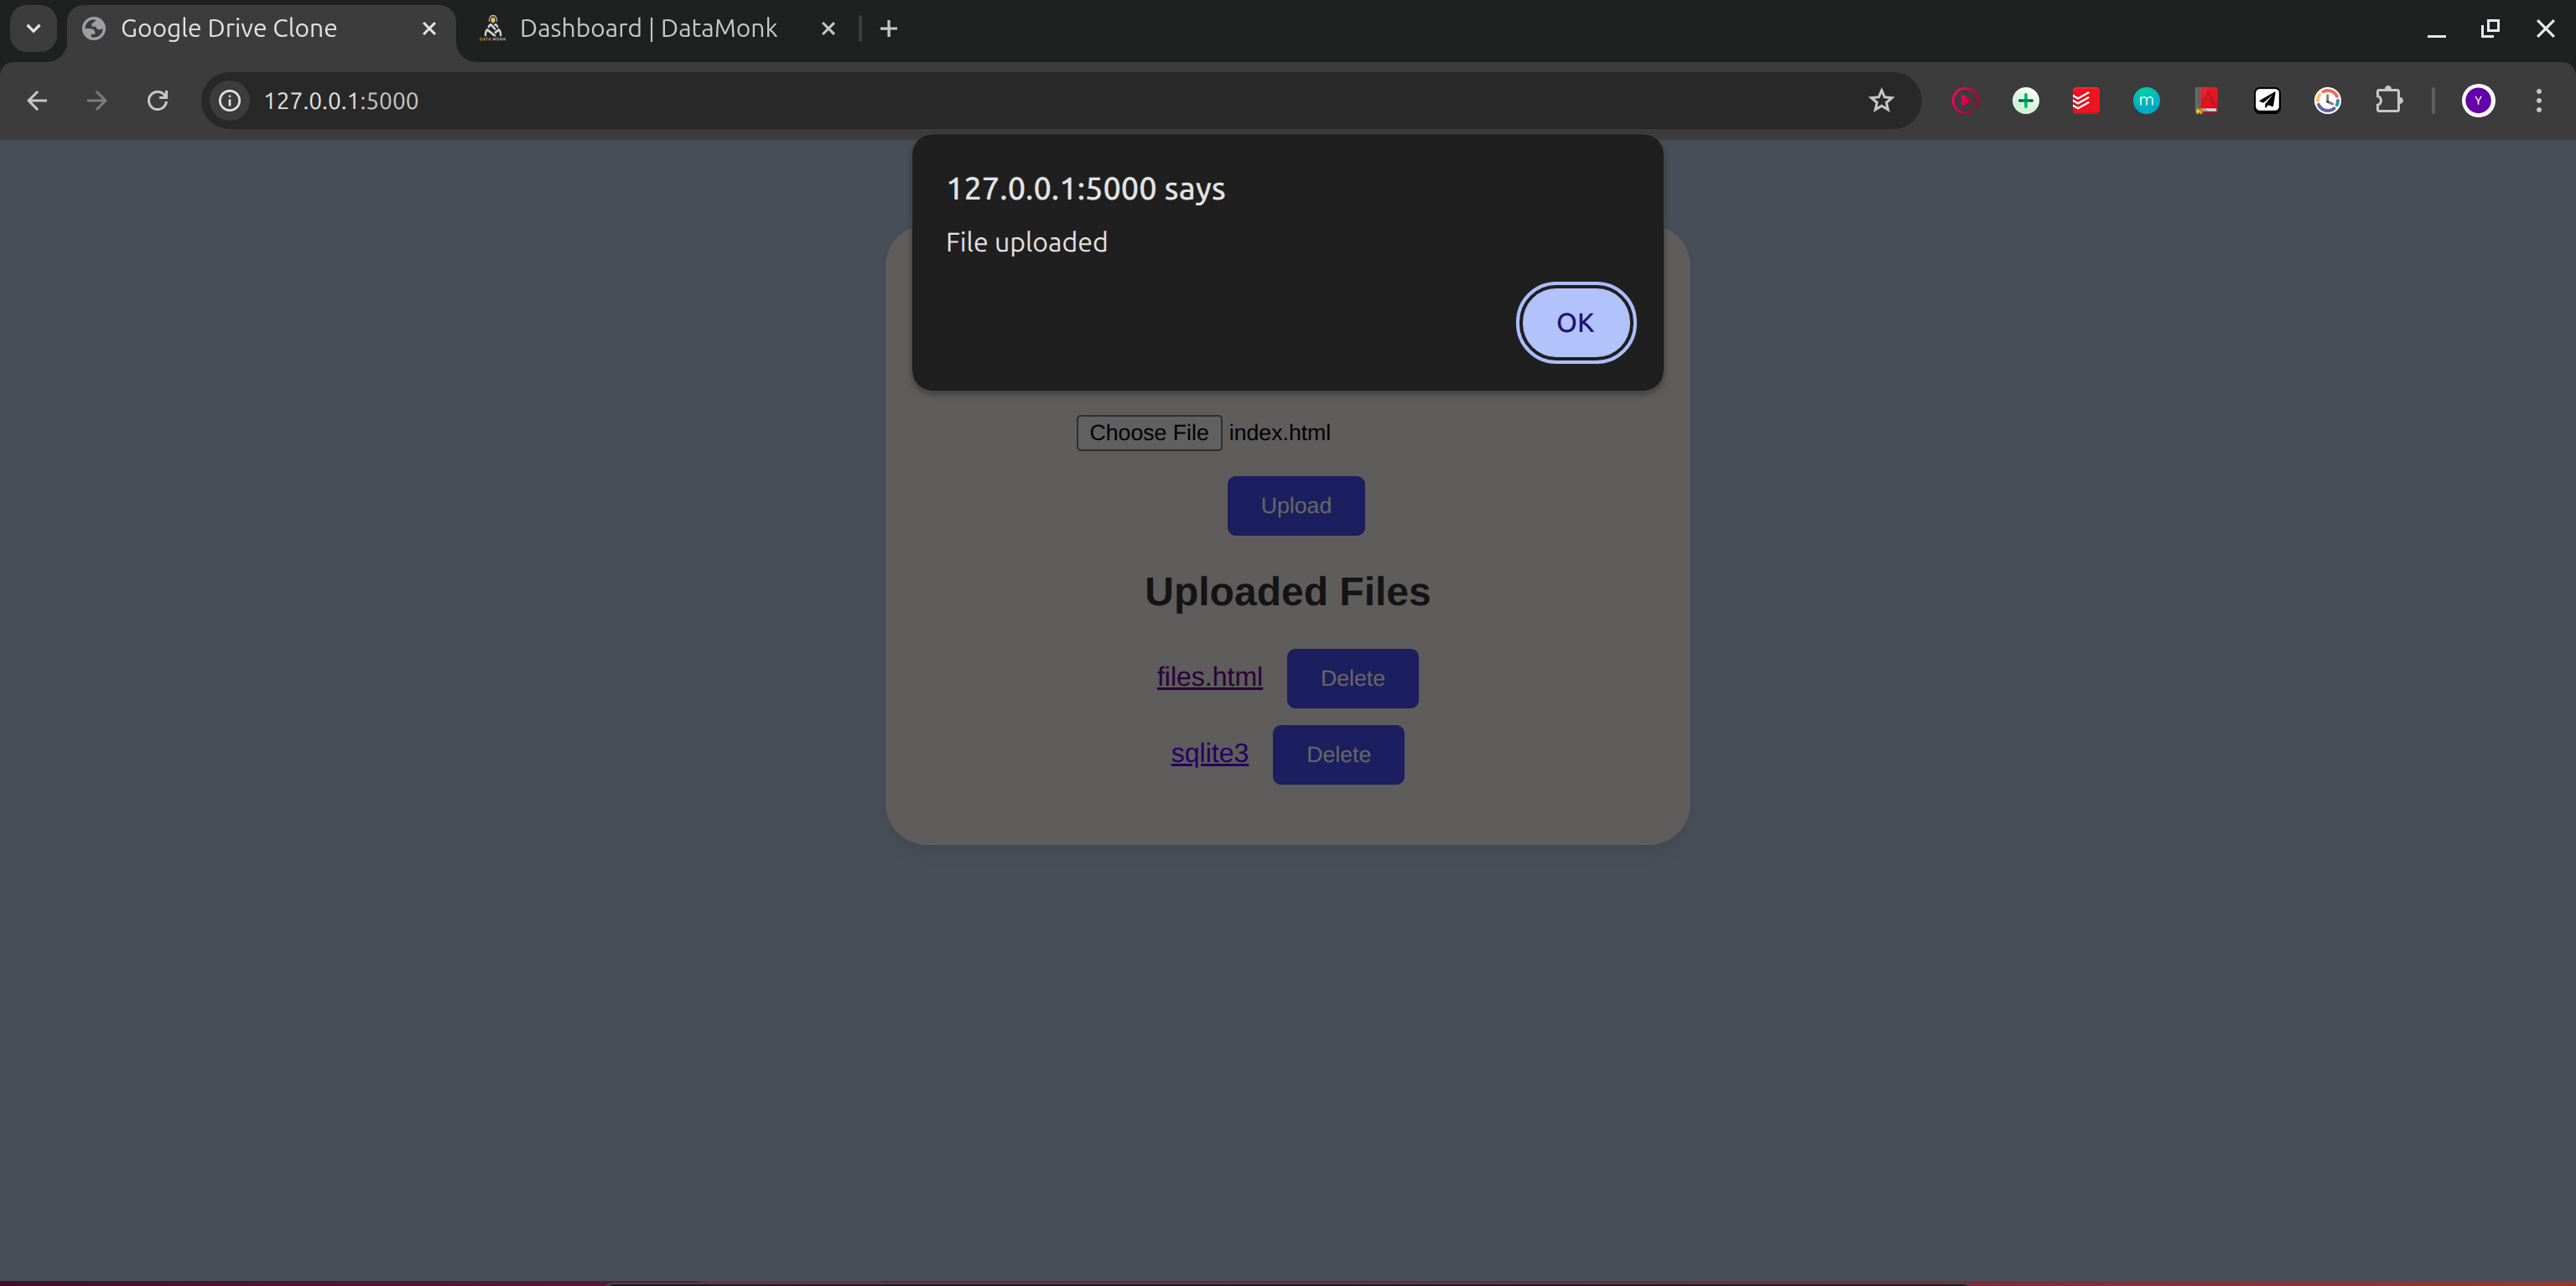 Google Drive Clone
Dashboard | DataMonk
127.0.0.1:5000
m
Y
127.0.0.1:5000 says
File uploaded
OK
Choose File index.html
Upload
Uploaded Files
files.html Delete
sqlite3 Delete